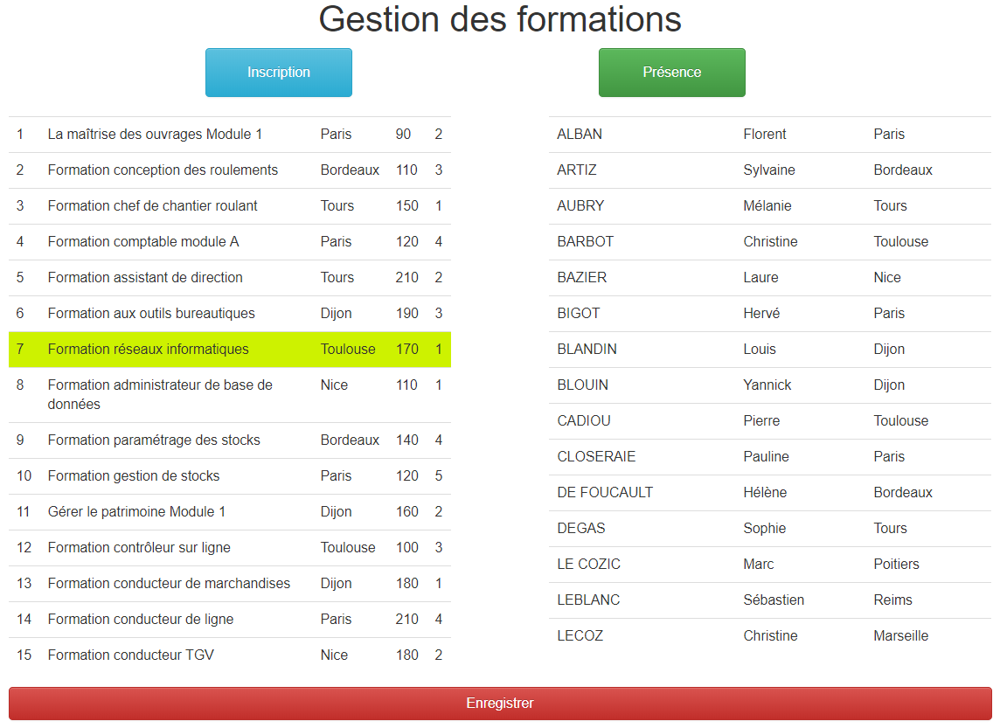 Gestion des formations
Inscription
Présence
1 La maîtrise des ouvrages Module 1 Paris 90 2
2 Formation conception des roulements Bordeaux 110 3
3 Formation chef de chantier roulant Tours 150 1
4 Formation comptable module A Paris 120 4
5 Formation assistant de direction Tours 210 2
6 Formation aux outils bureautiques Dijon 190 3
7 Formation réseaux informatiques Toulouse 170 1
8 Formation administrateur de base de Nice 110 1
données
9 Formation paramétrage des stocks Bordeaux 140 4
10 Formation gestion de stocks Paris 120 5
11 Gérer le patrimoine Module 1 Dijon 160 2
12 Formation contrôleur sur ligne Toulouse 100 3
13 Formation conducteur de marchandises Dijon 180 1
14 Formation conducteur de ligne Paris 210 4
15 Formation conducteur TGV Nice 180 2
ALBAN Florent Paris
ARTIZ Sylvaine Bordeaux
AUBRY Mélanie Tours
BARBOT Christine Toulouse
BAZIER Laure Nice
BIGOT Hervé Paris
BLANDIN Louis Dijon
BLOUIN Yannick Dijon
CADIOU Pierre Toulouse
CLOSERAIE Pauline Paris
DE FOUCAULT Hélène Bordeaux
DEGAS Sophie Tours
LE COZIC Marc Poitiers
LEBLANC Sébastien Reims
LECOZ Christine Marseille
Enregistrer